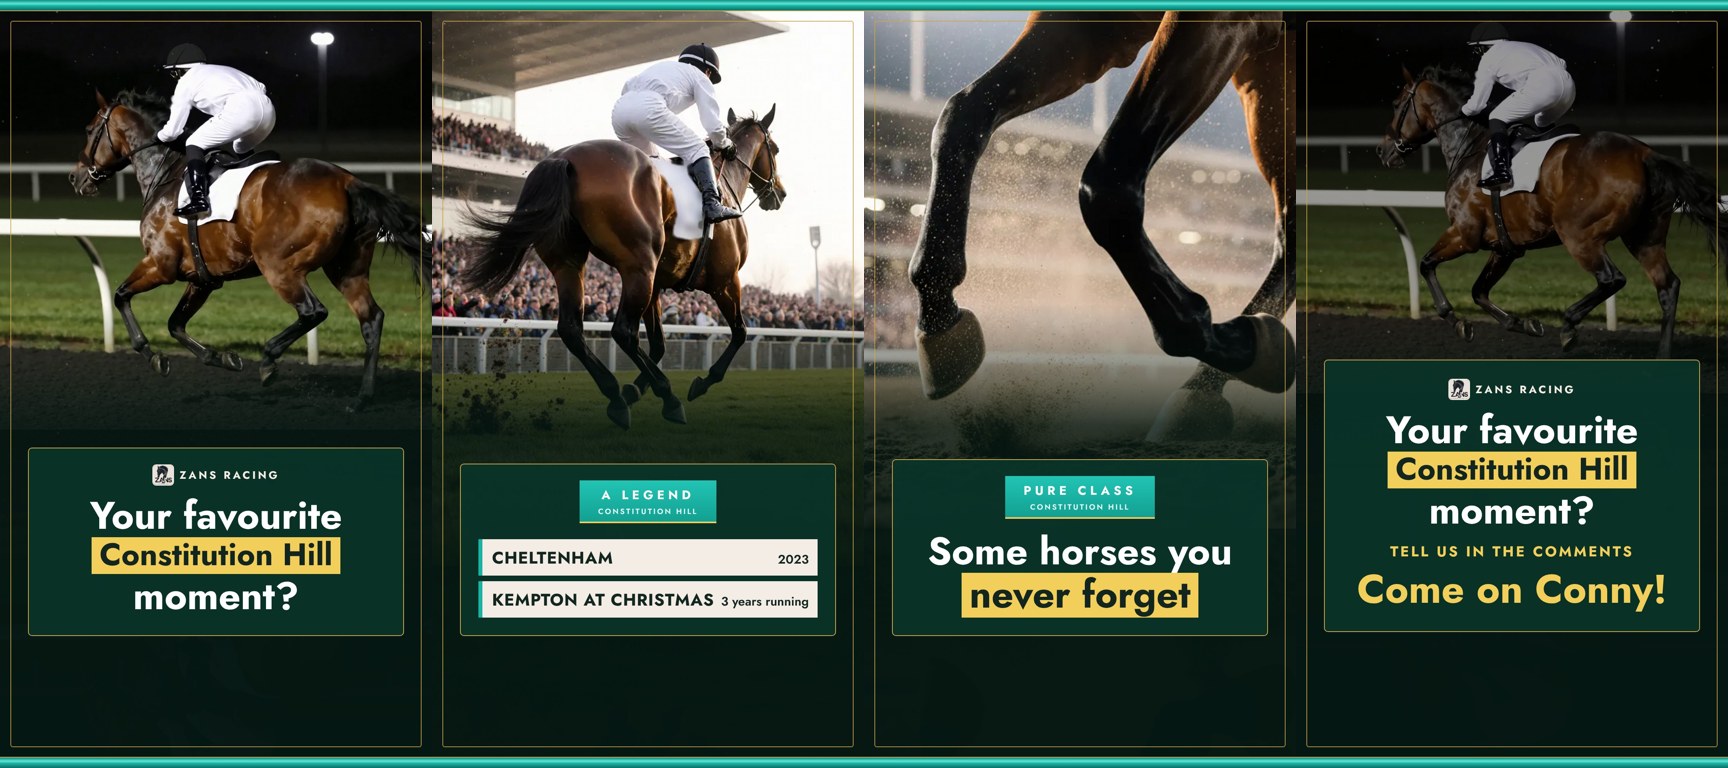 ZANS RACING
Your favourite
Constitution Hill
moment?
A LEGEND
CONSTITUTION HILL
CHELTENHAM 2023
KEMPTON AT CHRISTMAS 3 years running
PURE CLASS
CONSTITUTION HILL
Some horses you
never forget
ZANS RACING
Your favourite
Constitution Hill
moment?
TELL US IN THE COMMENTS
Come on Conny!